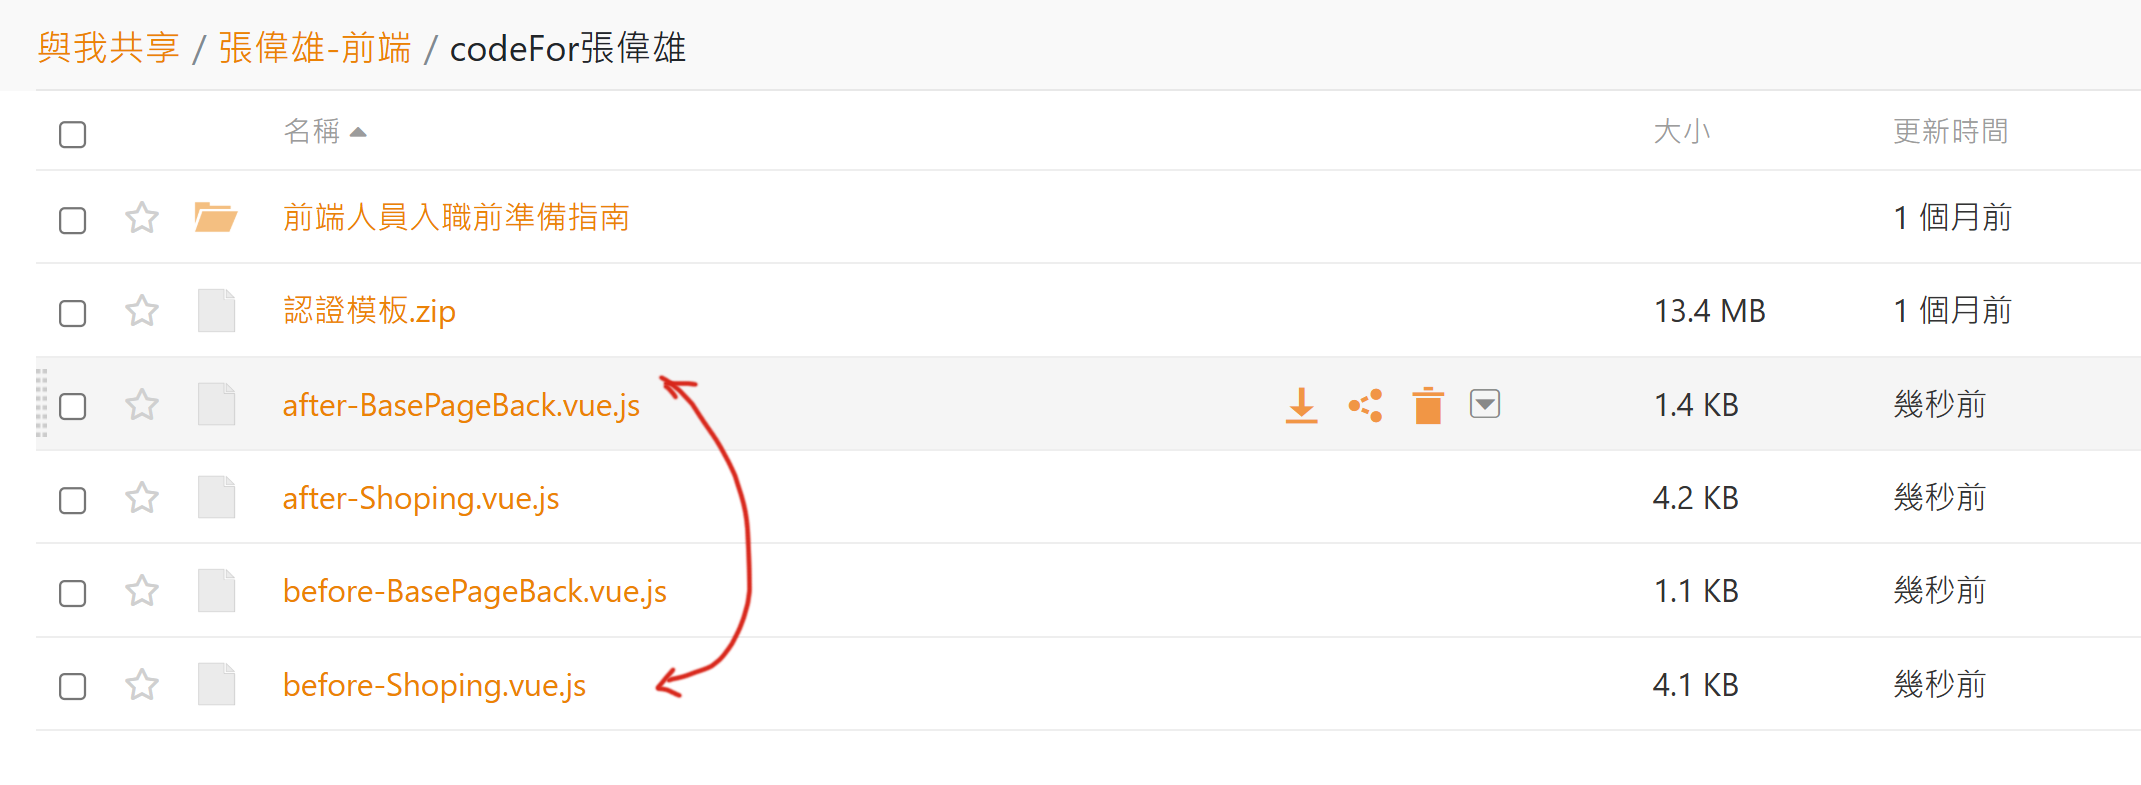 與我共享 / 張偉雄-前端 / codeFor張偉雄
名稱 大小 更新時間
前端人員入職前準備指南 1 個月前
認證模板.zip 13.4 MB 1 個月前
after-BasePageBack.vue.js 1.4 KB 幾秒前
after-Shoping.vue.js 4.2 KB 幾秒前
before-BasePageBack.vue.js 1.1 KB 幾秒前
before-Shoping.vue.js 4.1 KB 幾秒前